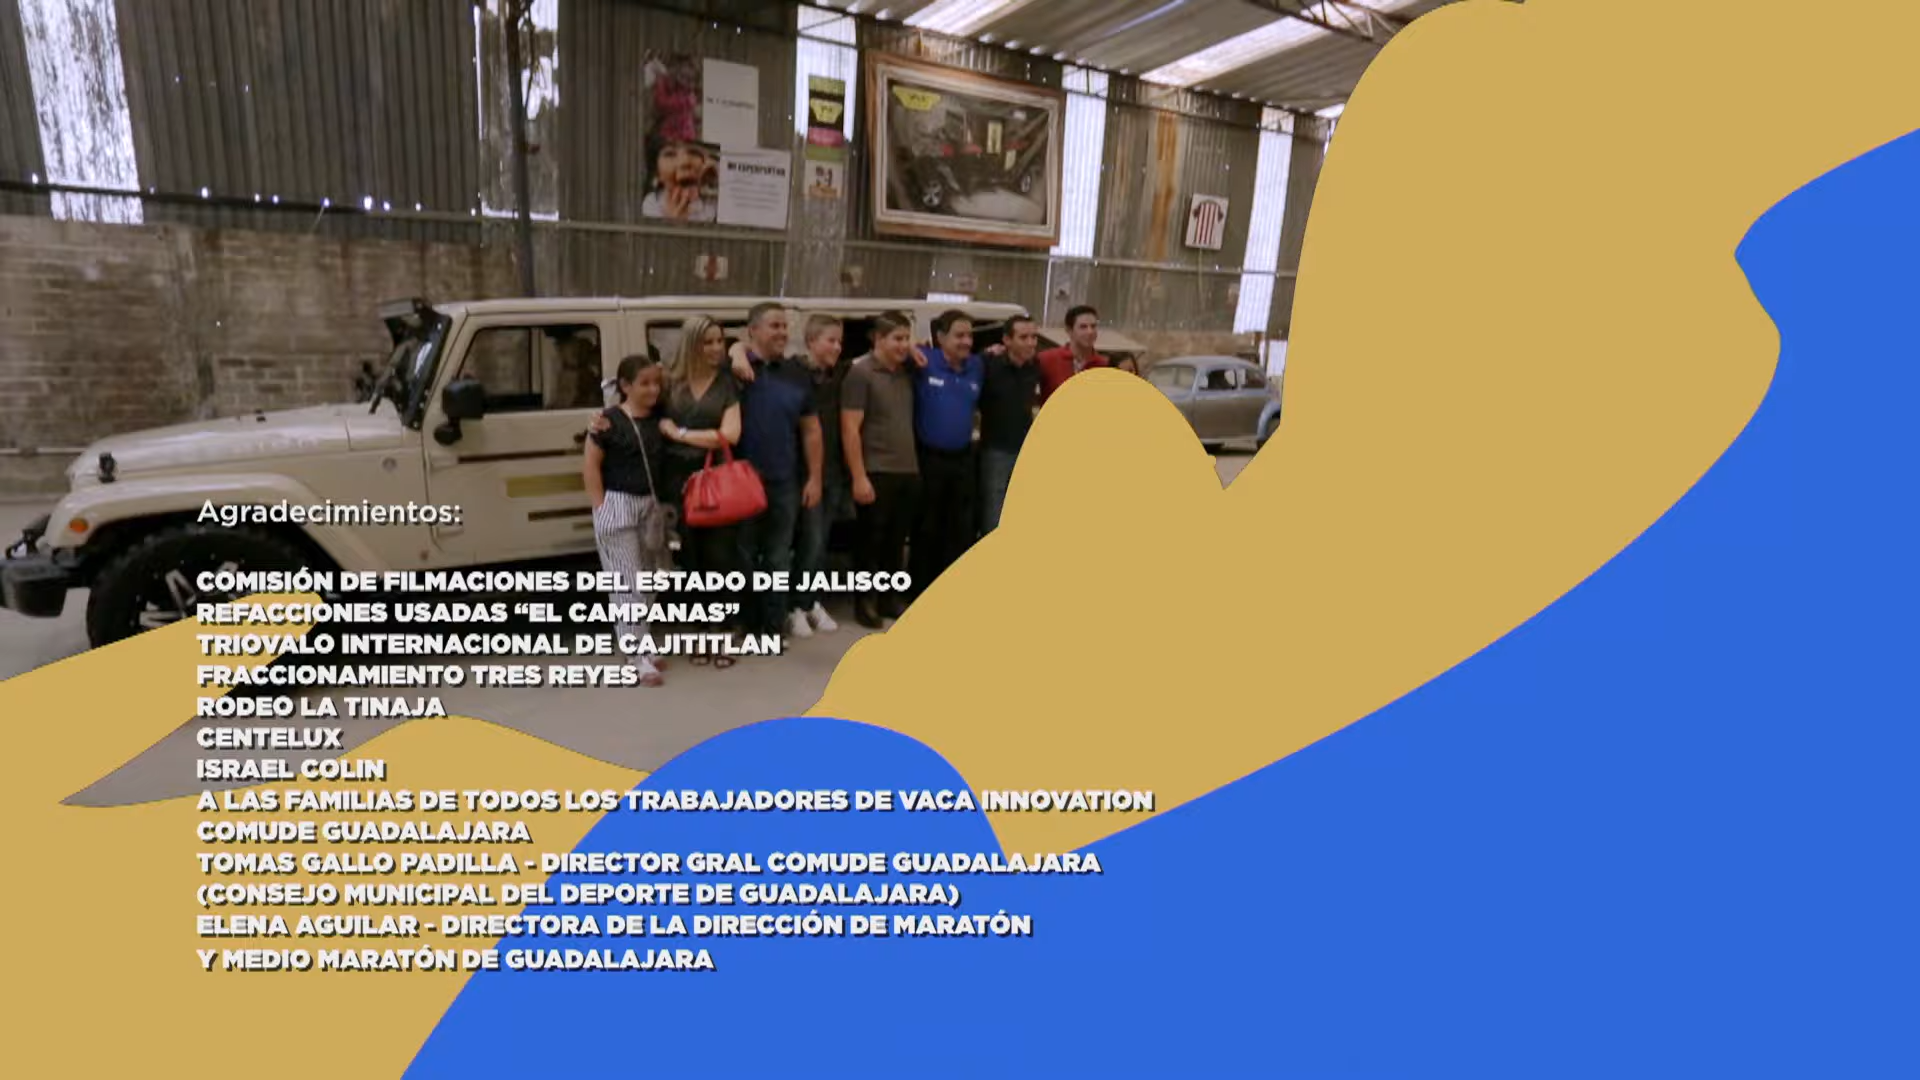 Agradecimientos:
COMISIÓN DE FILMACIONES DEL ESTADO DE JALISCO
REFACCIONES USADAS “EL CAMPANAS”
TRIOVALO INTERNACIONAL DE CAJITITLAN
FRACCIONAMIENTO TRES REYES
RODEO LA TINAJA
CENTELUX
ISRAEL COLIN
A LAS FAMILIAS DE TODOS LOS TRABAJADORES DE VACA INNOVATION
COMUDE GUADALAJARA
TOMAS GALLO PADILLA - DIRECTOR GRAL COMUDE GUADALAJARA
(CONSEJO MUNICIPAL DEL DEPORTE DE GUADALAJARA)
ELENA AGUILAR - DIRECTORA DE LA DIRECCIÓN DE MARATÓN
Y MEDIO MARATÓN DE GUADALAJARA